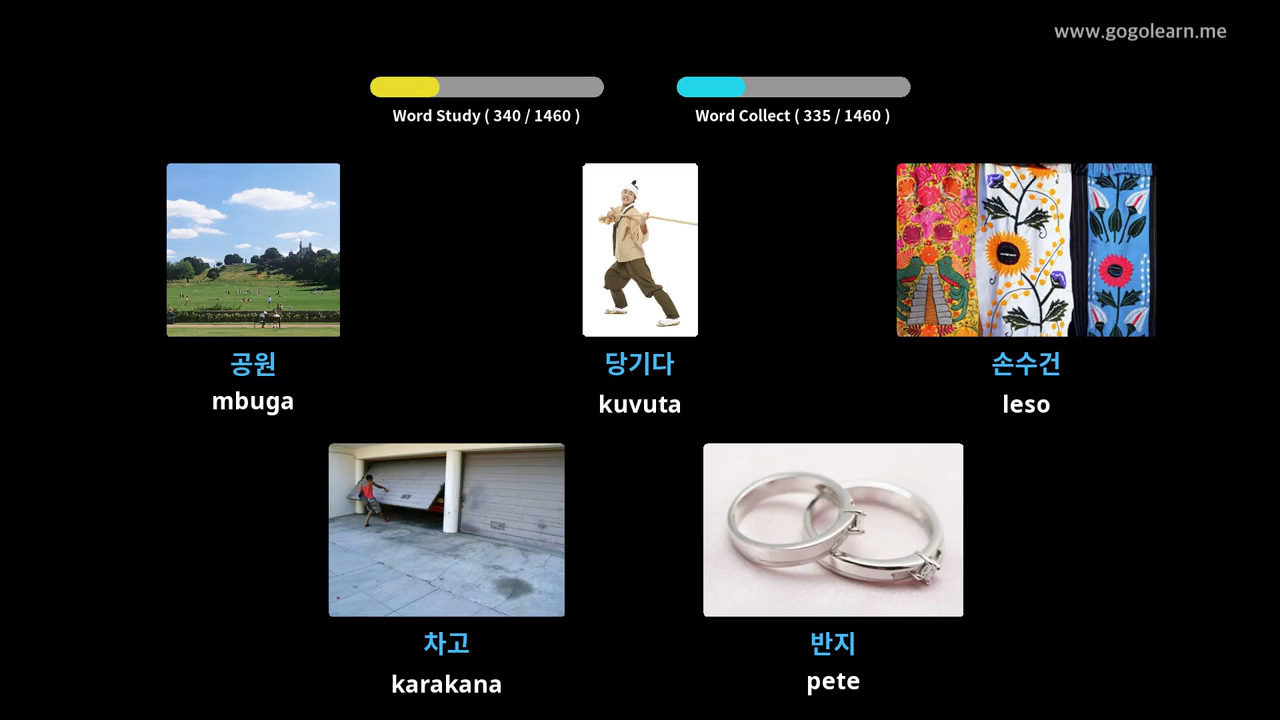 www.gogolearn.me
Word Study ( 340 / 1460 )
Word Collect ( 335 / 1460 )
공원
mbuga
당기다
kuvuta
손수건
leso
차고
karakana
반지
pete